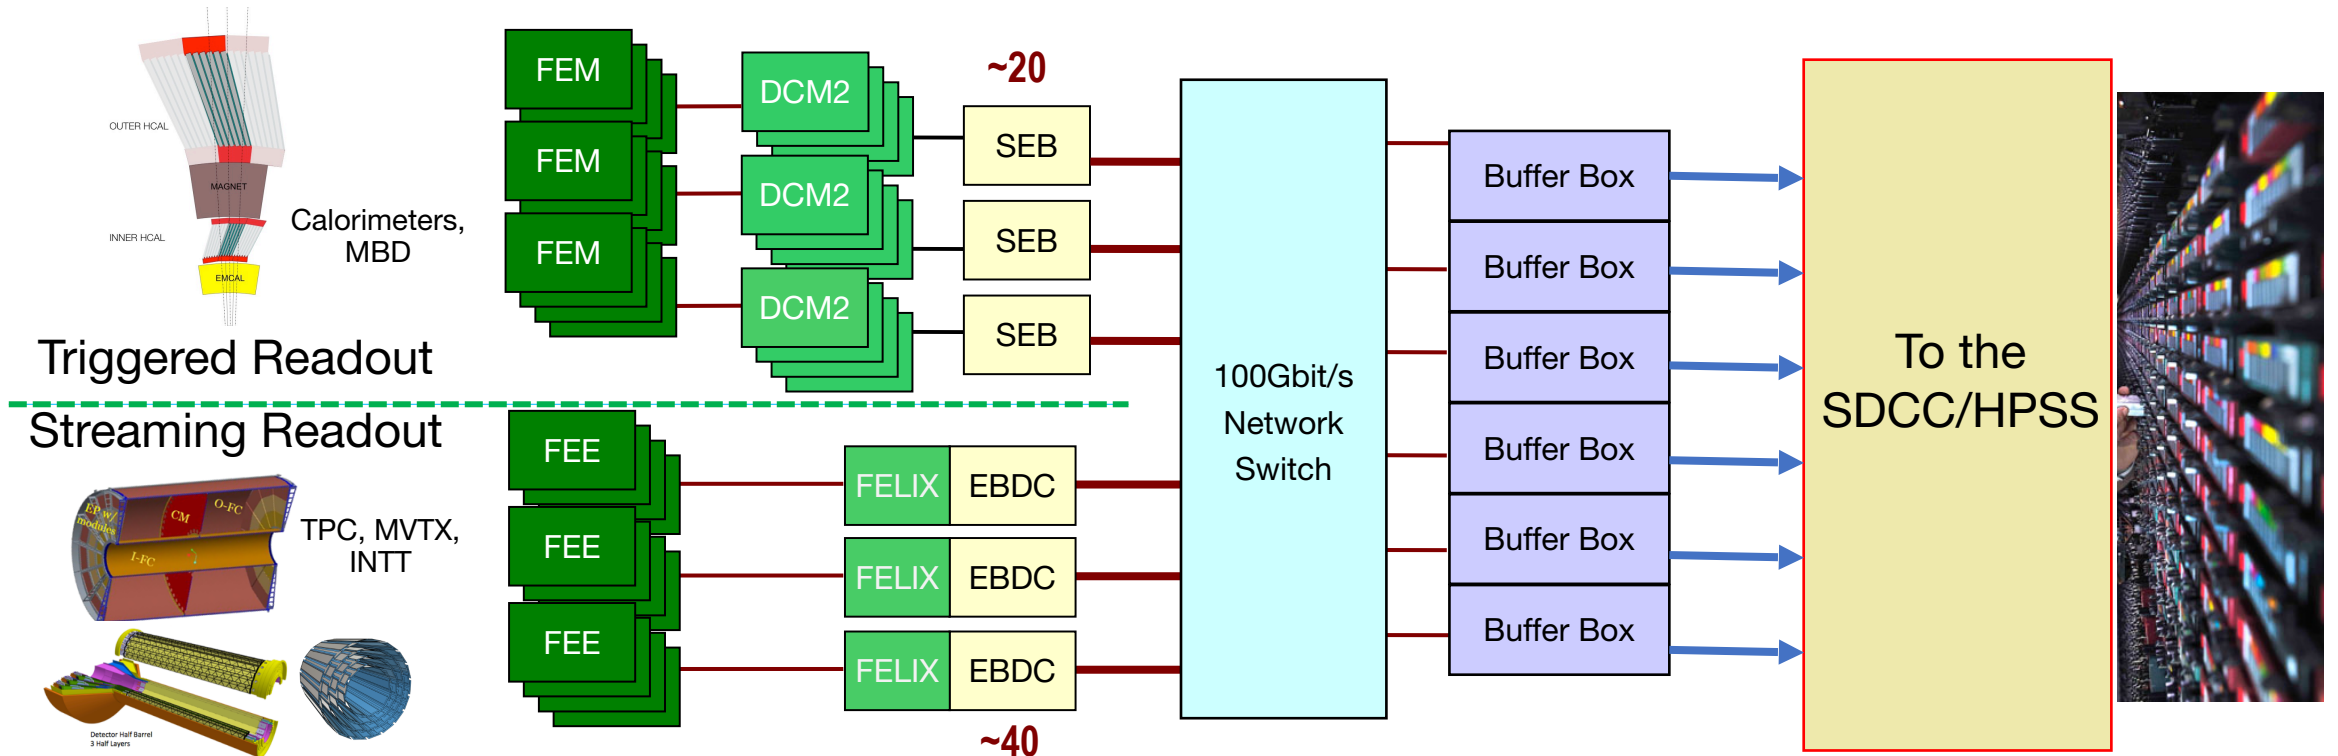 OUTER HCAL
MAGNET
INNER HCAL
EMCAL
Calorimeters,
MBD
Triggered Readout
FEM
FEM
FEM
DCM2
DCM2
DCM2
~20
SEB
SEB
SEB
Streaming Readout
EP w/
modules
CM
O-FC
I-FC
TPC, MVTX,
INTT
Detector Half Barrel
3 Half Layers
FEE
FEE
FEE
FELIX EBDC
FELIX EBDC
FELIX EBDC
~40
100Gbit/s
Network
Switch
Buffer Box
Buffer Box
Buffer Box
Buffer Box
Buffer Box
Buffer Box
To the
SDCC/HPSS